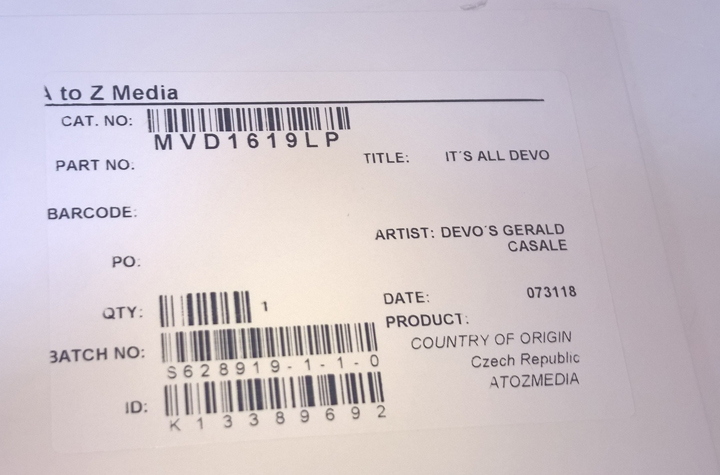 A to Z Media
CAT. NO:
MVD1619LP
PART NO:
TITLE: IT'S ALL DEVO
BARCODE:
ARTIST: DEVO'S GERALD
CASALE
PO:
DATE: 073118
QTY: 1
PRODUCT:
COUNTRY OF ORIGIN
Czech Republic
ATOZMEDIA
BATCH NO:
S628919-1-1-0
ID:
K13389692